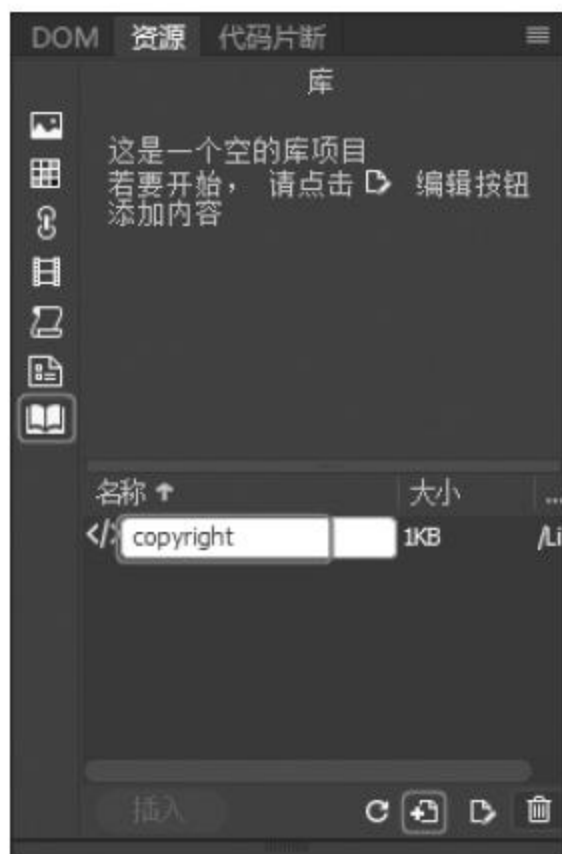 DOM 资源 代码片断
库
这是一个空的库项目
若要开始， 请点击 编辑按钮
添加内容
名称 大小 ...
</> copyright 1KB /Li
插入